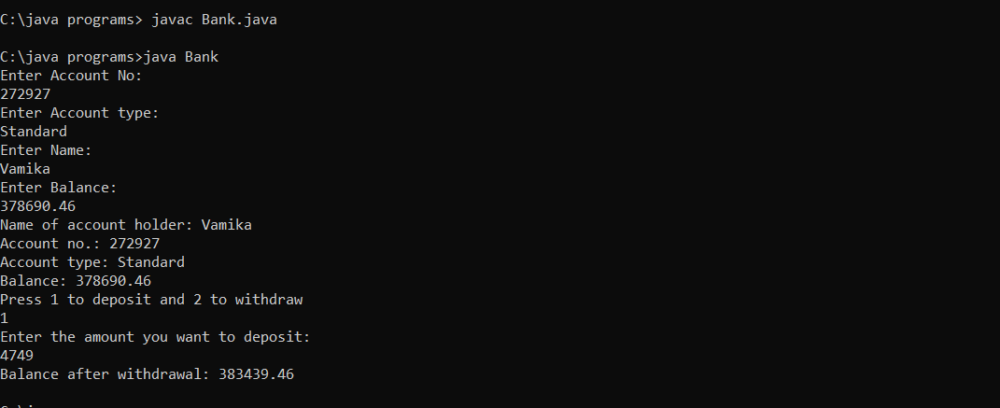 C:\java programs> javac Bank.java
C:\java programs>java Bank
Enter Account No:
272927
Enter Account type:
Standard
Enter Name:
Vamika
Enter Balance:
378690.46
Name of account holder: Vamika
Account no.: 272927
Account type: Standard
Balance: 378690.46
Press 1 to deposit and 2 to withdraw
1
Enter the amount you want to deposit:
4749
Balance after withdrawal: 383439.46